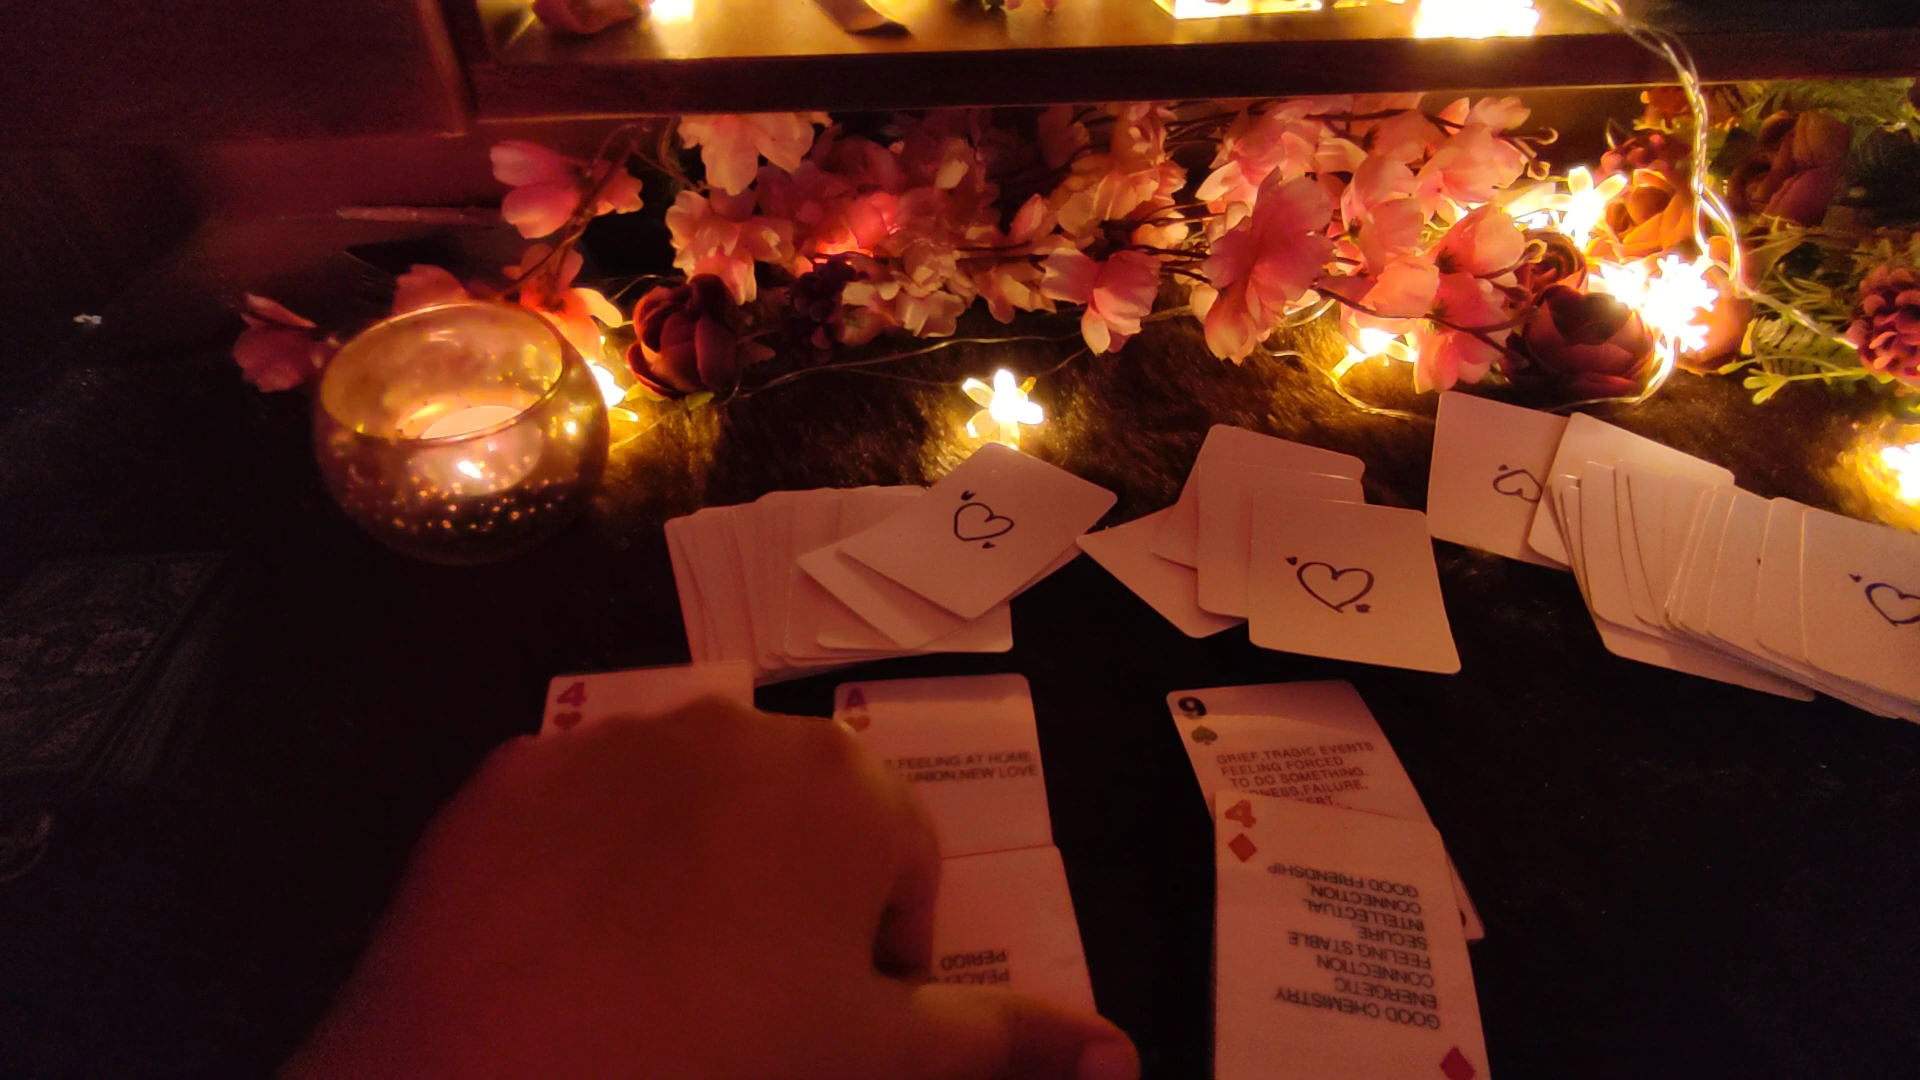 4
A
FEELING AT HOME
UNION,NEW LOVE
PERIOD
9
GRIEF,TRAGIC EVENTS
FEELING FORCED
TO DO SOMETHING.
FAILURE,
4
GOOD CHEMISTRY
ENERGETIC
CONNECTION
FEELING STABLE
SECURE,
INTELLECTUAL
CONNECTION,
GOOD FRIENDSHIP